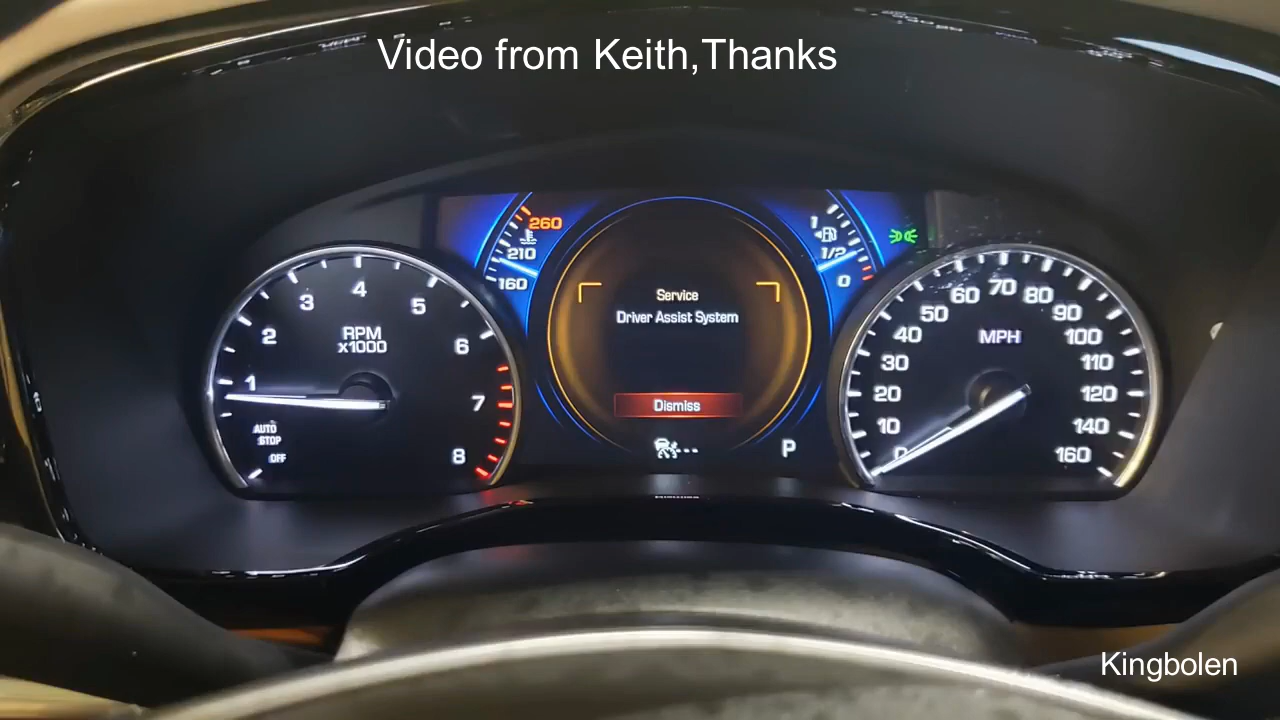 Video from Keith,Thanks
260
210
160
1
1/2
0
Service
Driver Assist System
Dismiss
P
1
2
3
4
5
6
7
8
RPM
x1000
AUTO
STOP
OFF
0
10
20
30
40
50
60
70
80
90
100
110
120
140
160
MPH
Kingbolen